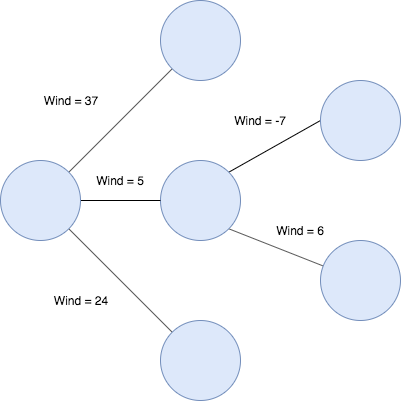 Wind = 37
Wind = -7
Wind = 5
Wind = 6
Wind = 24